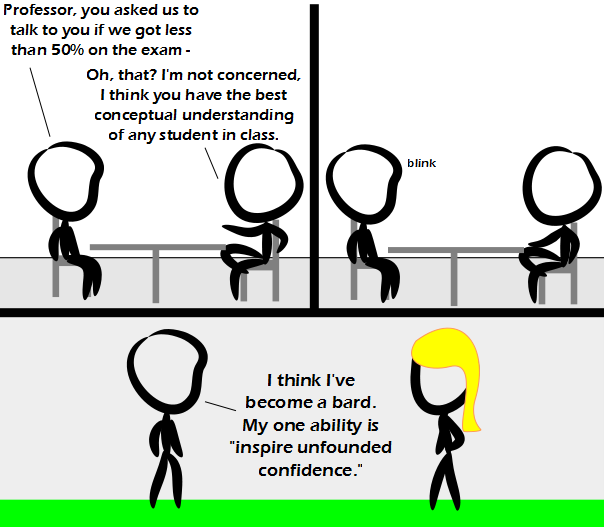 Professor, you asked us to
talk to you if we got less
than 50% on the exam -
Oh, that? I'm not concerned,
I think you have the best
conceptual understanding
of any student in class.
blink
I think I've
become a bard.
My one ability is
"inspire unfounded
confidence."